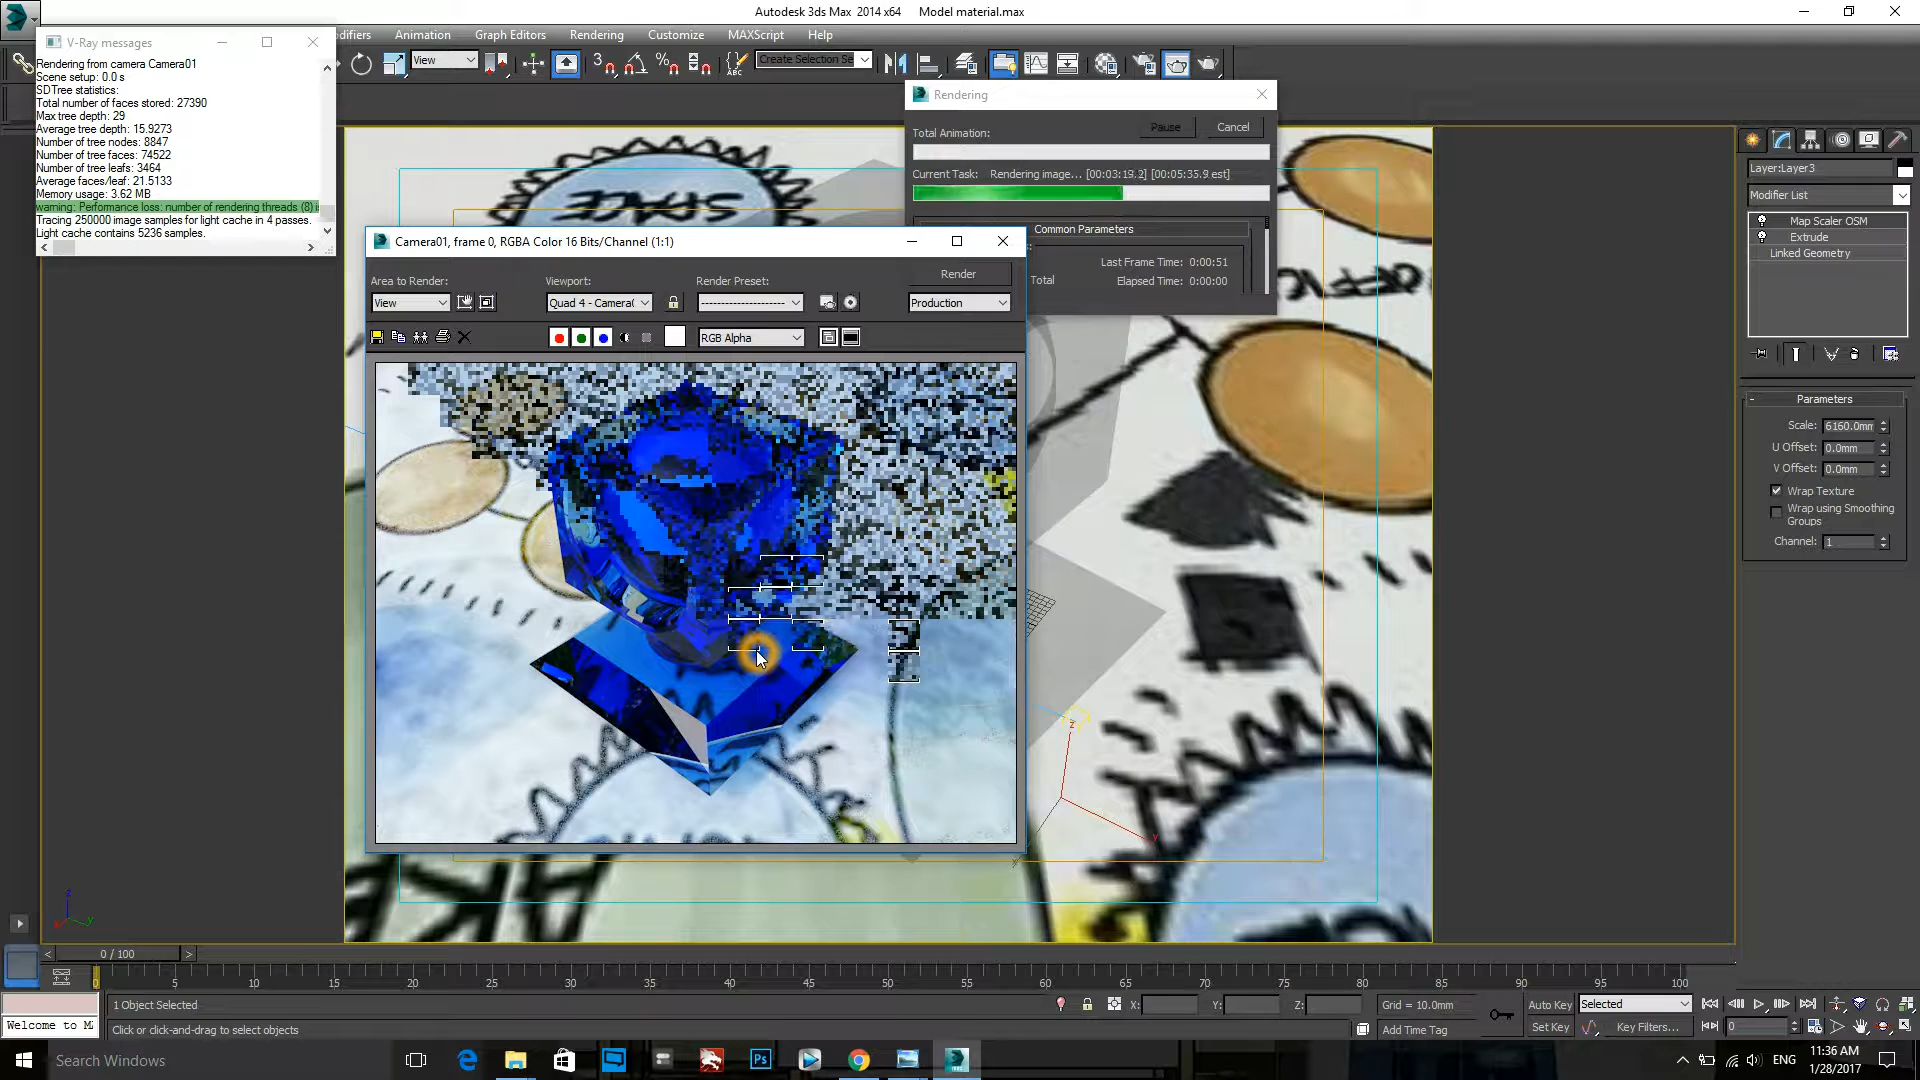 Autodesk 3ds Max 2014 x64 Model material.max
V-Ray messages
difiers Animation Graph Editors Rendering Customize MAXScript Help
Rendering from camera Camera01
Scene setup: 0.0 s
SDTree statistics:
Total number of faces stored: 27390
Max tree depth: 29
Average tree depth: 15.9273
Number of tree nodes: 8847
Number of tree faces: 74522
Number of tree leafs: 3464
Average faces/leaf: 21.5133
Memory usage: 3.62 MB
warning: Performance loss: number of rendering threads (8) i
Tracing 250000 image samples for light cache in 4 passes.
Light cache contains 5236 samples.
View
3
ABC
Create Selection Se
Rendering
Total Animation:
Pause
Cancel
Current Task: Rendering image... [00:03:19.2] [00:05:35.9 est]
Common Parameters
Last Frame Time: 0:00:51
Total Elapsed Time: 0:00:00
Camera01, frame 0, RGBA Color 16 Bits/Channel (1:1)
Area to Render:
View
Viewport:
Quad 4 - Camera(
Render Preset:
Render
Production
RGB Alpha
Layer:Layer3
Modifier List
Map Scaler OSM
Extrude
Linked Geometry
Parameters
Scale: 6160.0mm
U Offset: 0.0mm
V Offset: 0.0mm
Wrap Texture
Wrap using Smoothing
Groups
Channel: 1
z
y
0 / 100
0 5 10 15 20 25 30 35 40 45 50 55 60 65 70 75 80 85 90 95 100
1 Object Selected
X: Y: Z: Grid = 10.0mm
Auto Key Selected
Welcome to M
Click or click-and-drag to select objects
Add Time Tag
Set Key Key Filters...
0
Search Windows
Ps
ENG
11:36 AM
1/28/2017